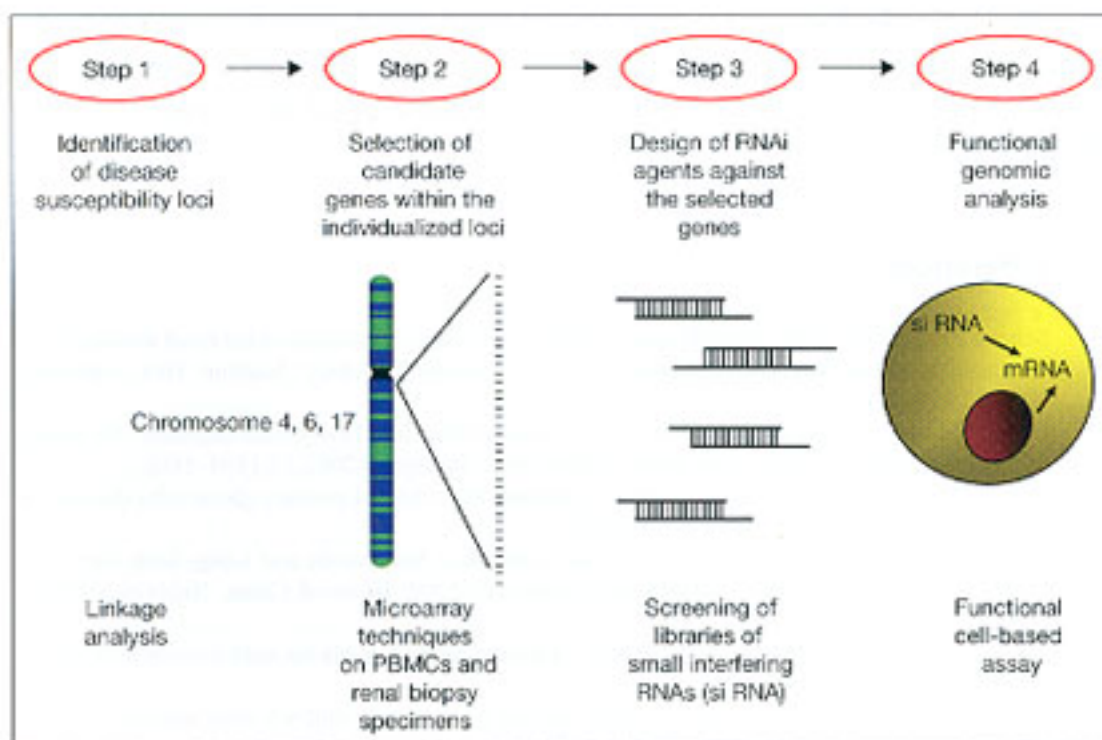 Step 1
Step 2
Step 3
Step 4
Identification
of disease
susceptibility loci
Selection of
candidate
genes within the
individualized loci
Design of RNAi
agents against
the selected
genes
Functional
genomic
analysis
Chromosome 4, 6, 17
si RNA
mRNA
Linkage
analysis
Microarray
techniques
on PBMCs and
renal biopsy
specimens
Screening of
libraries of
small interfering
RNAs (si RNA)
Functional
cell-based
assay